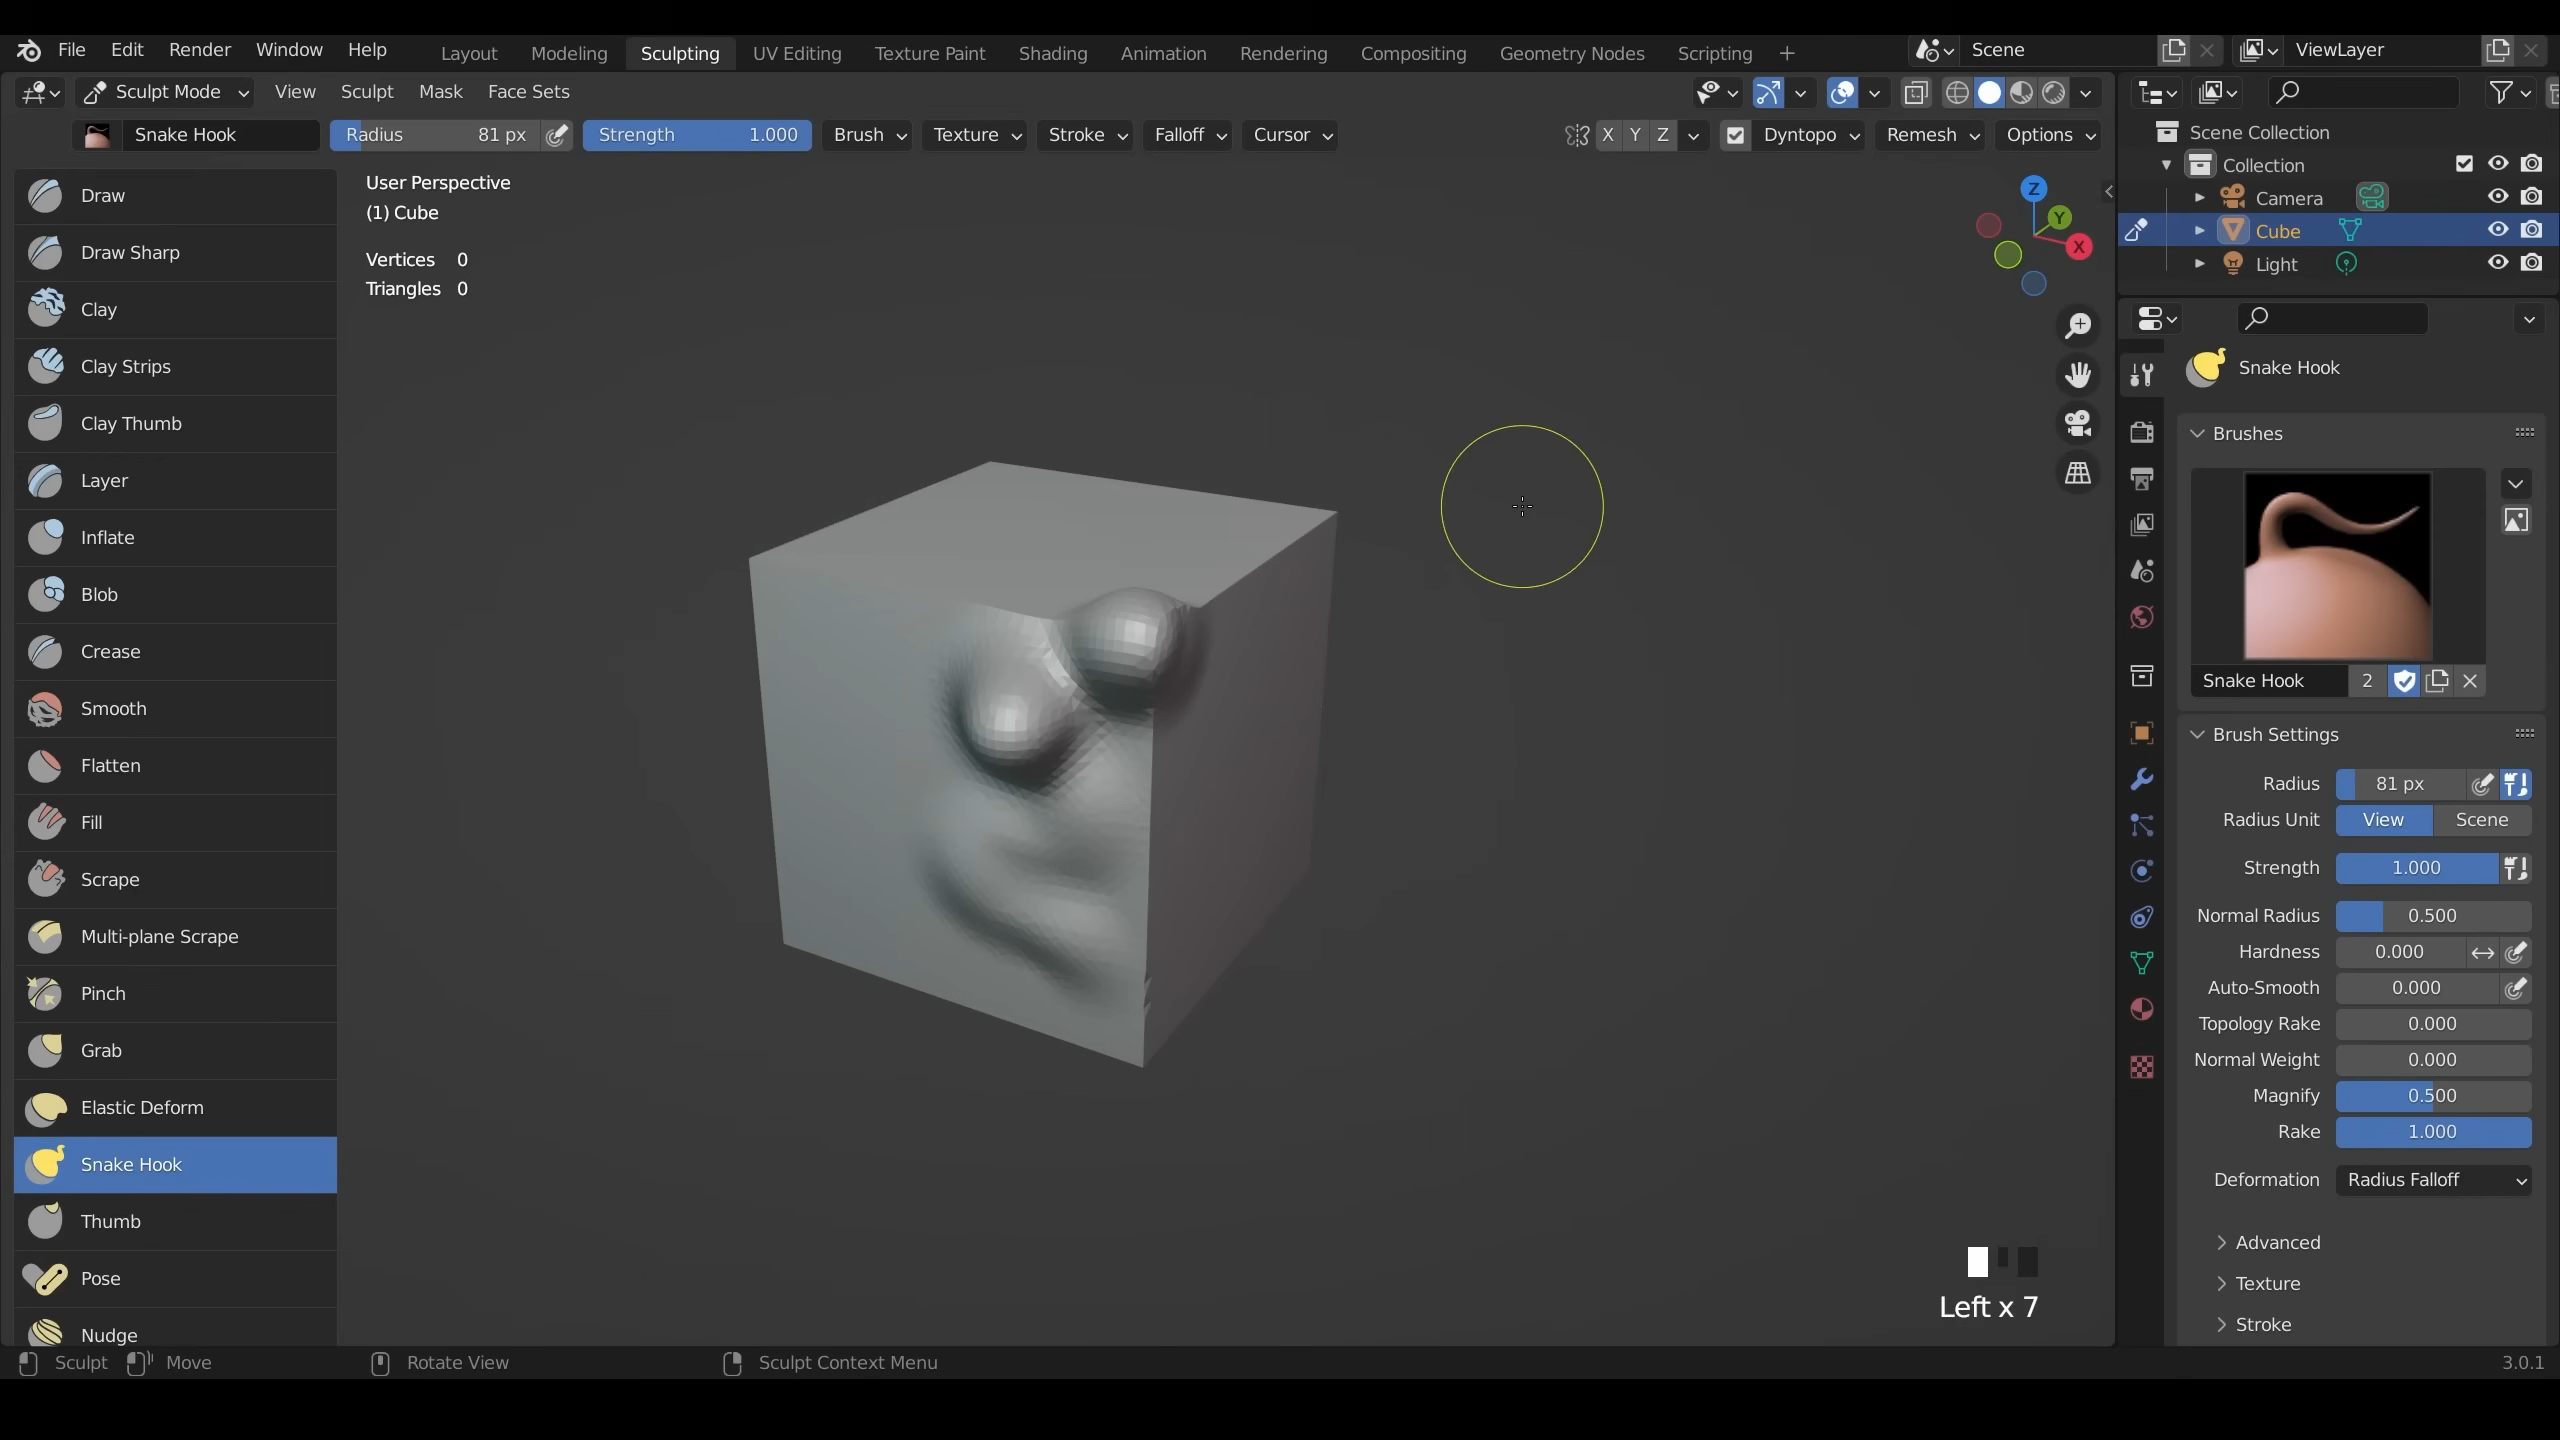 File Edit Render Window Help Layout Modeling Sculpting UV Editing Texture Paint Shading Animation Rendering Compositing Geometry Nodes Scripting + Scene ViewLayer
Sculpt Mode View Sculpt Mask Face Sets
Snake Hook Radius 81 px Strength 1.000 Brush Texture Stroke Falloff Cursor X Y Z Dyntopo Remesh Options
Draw
Draw Sharp
Clay
Clay Strips
Clay Thumb
Layer
Inflate
Blob
Crease
Smooth
Flatten
Fill
Scrape
Multi-plane Scrape
Pinch
Grab
Elastic Deform
Snake Hook
Thumb
Pose
Nudge
User Perspective
(1) Cube
Vertices 0
Triangles 0
Z
Y
X
Left x 7
Scene Collection
Collection
Camera
Cube
Light
Snake Hook
Brushes
Snake Hook 2
Brush Settings
Radius 81 px
Radius Unit View Scene
Strength 1.000
Normal Radius 0.500
Hardness 0.000
Auto-Smooth 0.000
Topology Rake 0.000
Normal Weight 0.000
Magnify 0.500
Rake 1.000
Deformation Radius Falloff
Advanced
Texture
Stroke
Sculpt Move Rotate View Sculpt Context Menu 3.0.1